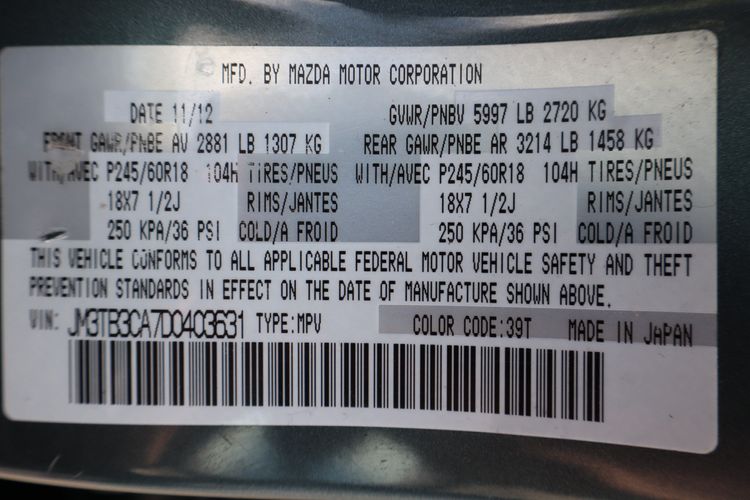 MFD. BY MAZDA MOTOR CORPORATION
DATE 11/12 GVWR/PNBV 5997 LB 2720 KG
FRONT GAWR/PNBE AV 2881 LB 1307 KG REAR GAWR/PNBE AR 3214 LB 1458 KG
WITH/AVEC P245/60R18 104H TIRES/PNEUS WITH/AVEC P245/60R18 104H TIRES/PNEUS
18X7 1/2J RIMS/JANTES 18X7 1/2J RIMS/JANTES
250 KPA/36 PSI COLD/A FROID 250 KPA/36 PSI COLD/A FROID
THIS VEHICLE CONFORMS TO ALL APPLICABLE FEDERAL MOTOR VEHICLE SAFETY AND THEFT
PREVENTION STANDARDS IN EFFECT ON THE DATE OF MANUFACTURE SHOWN ABOVE.
VIN: JM3TB3CA7D0403631 TYPE:MPV COLOR CODE:39T MADE IN JAPAN